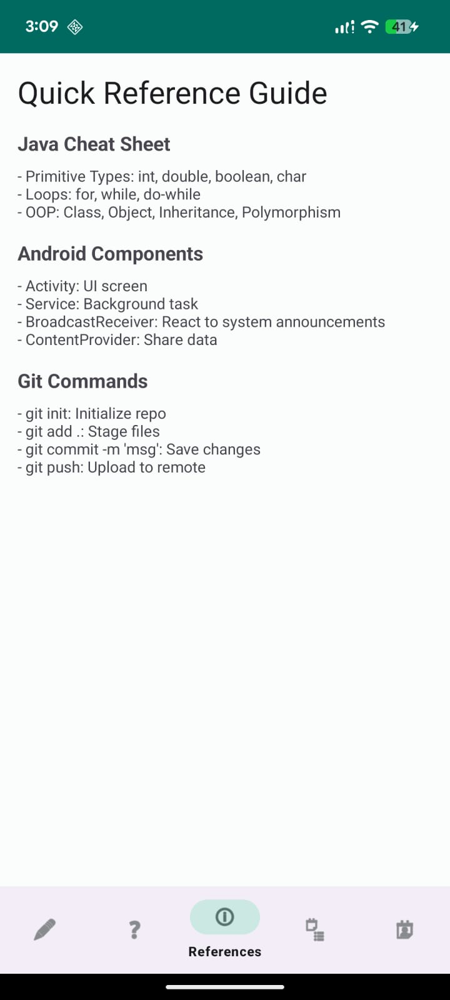 3:09
41
Quick Reference Guide
Java Cheat Sheet
- Primitive Types: int, double, boolean, char
- Loops: for, while, do-while
- OOP: Class, Object, Inheritance, Polymorphism
Android Components
- Activity: UI screen
- Service: Background task
- BroadcastReceiver: React to system announcements
- ContentProvider: Share data
Git Commands
- git init: Initialize repo
- git add .: Stage files
- git commit -m 'msg': Save changes
- git push: Upload to remote
?
References